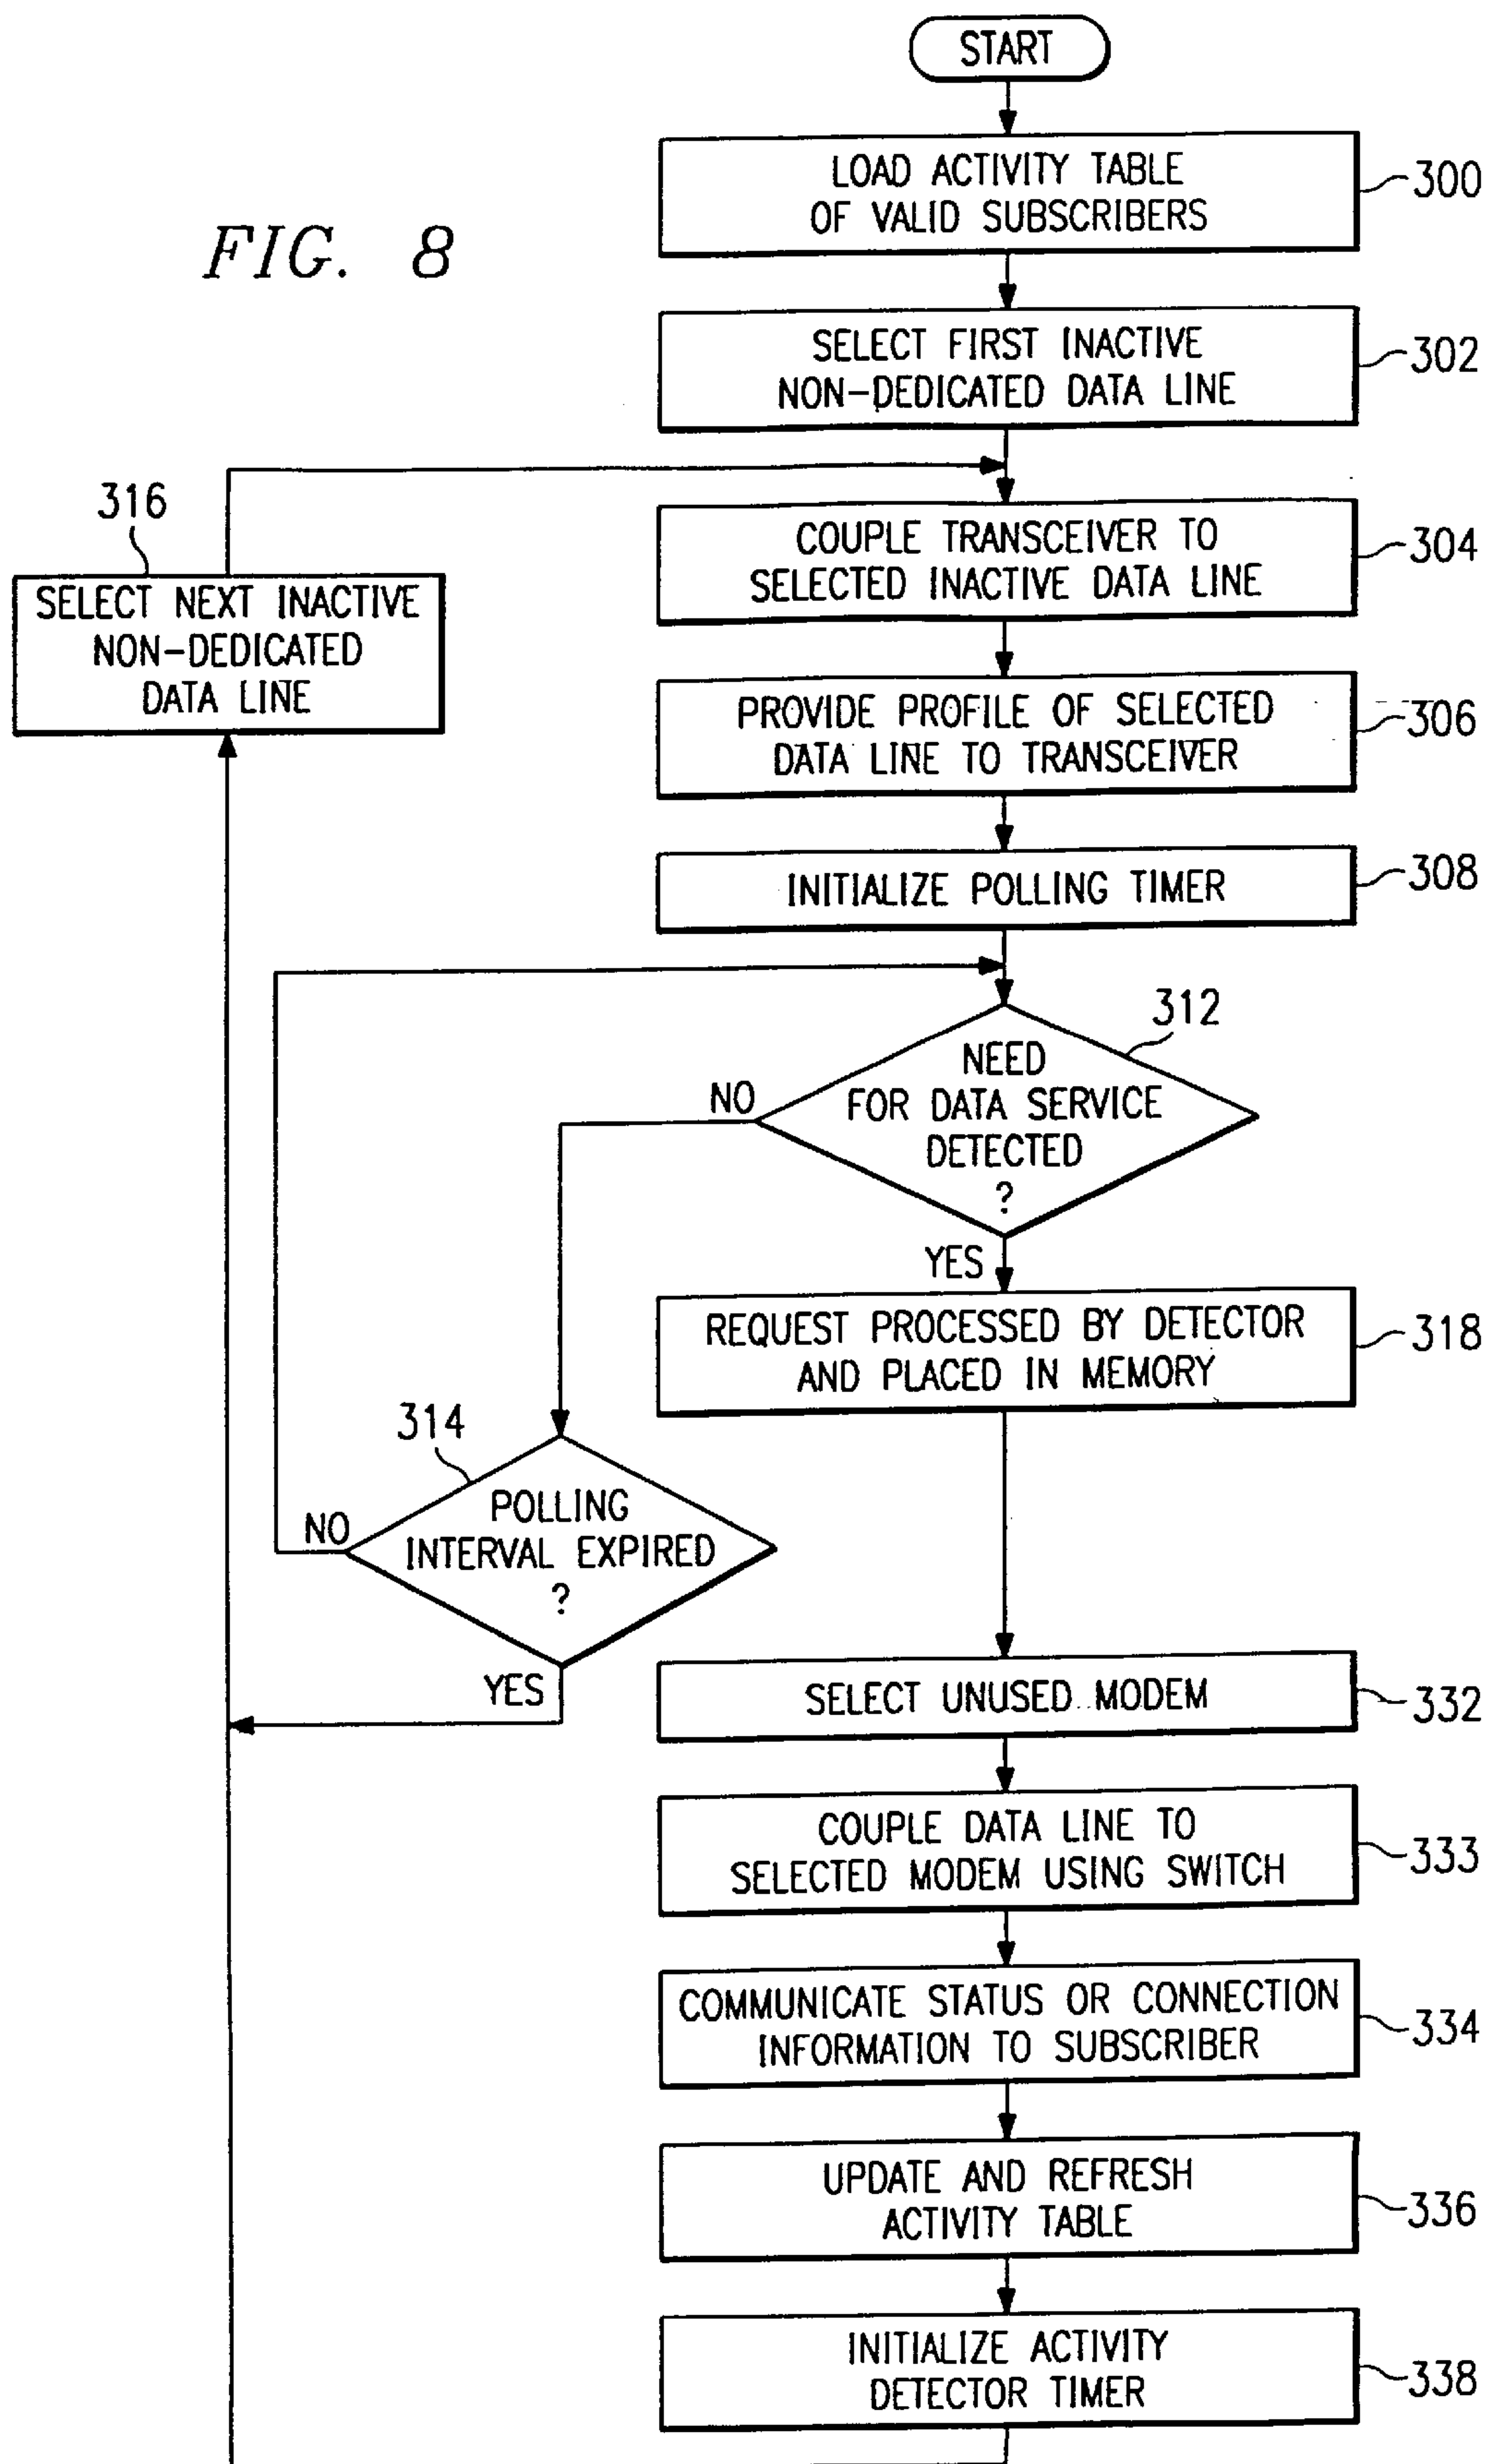 START
LOAD ACTIVITY TABLE
OF VALID SUBSCRIBERS
300
FIG. 8
SELECT FIRST INACTIVE
NON-DEDICATED DATA LINE
302
316
SELECT NEXT INACTIVE
NON-DEDICATED
DATA LINE
COUPLE TRANSCEIVER TO
SELECTED INACTIVE DATA LINE
304
PROVIDE PROFILE OF SELECTED
DATA LINE TO TRANSCEIVER
306
INITIALIZE POLLING TIMER
308
312
NEED
FOR DATA SERVICE
DETECTED
?
NO
YES
REQUEST PROCESSED BY DETECTOR
AND PLACED IN MEMORY
318
314
POLLING
INTERVAL EXPIRED
?
NO
YES
SELECT UNUSED MODEM
332
COUPLE DATA LINE TO
SELECTED MODEM USING SWITCH
333
COMMUNICATE STATUS OR CONNECTION
INFORMATION TO SUBSCRIBER
334
UPDATE AND REFRESH
ACTIVITY TABLE
336
INITIALIZE ACTIVITY
DETECTOR TIMER
338